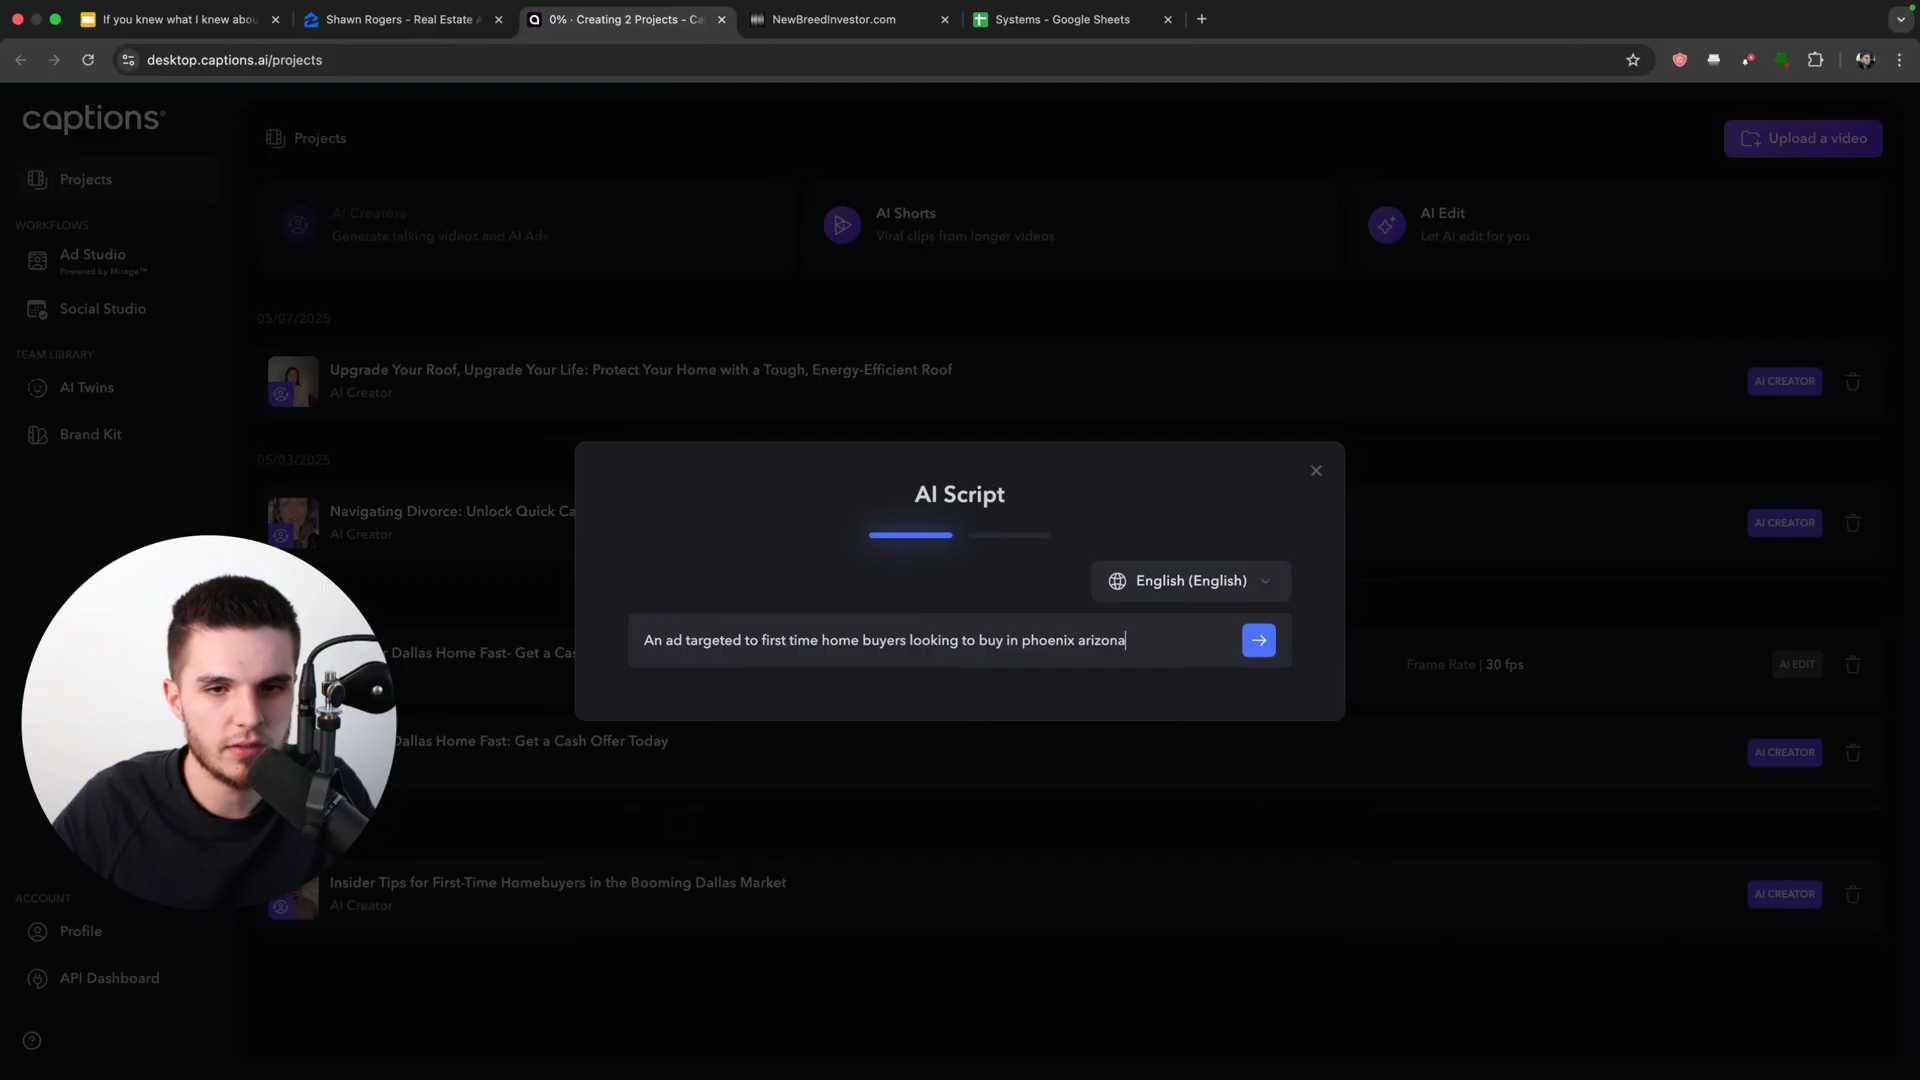 If you knew what I knew abou
Shawn Rogers - Real Estate A
0% · Creating 2 Projects - Ca
NewBreedInvestor.com
Systems - Google Sheets
desktop.captions.ai/projects
captions
Projects
Upload a video
Projects
WORKFLOWS
AI Creators
Generate talking videos and AI Ads
AI Shorts
Viral clips from longer videos
AI Edit
Let AI edit for you
Ad Studio
Powered by Mirage™
Social Studio
05/07/2025
TEAM LIBRARY
Upgrade Your Roof, Upgrade Your Life: Protect Your Home with a Tough, Energy-Efficient Roof
AI Creator
AI CREATOR
AI Twins
Brand Kit
05/03/2025
Navigating Divorce: Unlock Quick Ca
AI Creator
AI CREATOR
AI Script
English (English)
An ad targeted to first time home buyers looking to buy in phoenix arizona
Dallas Home Fast- Get a Cas
Frame Rate | 30 fps
AI EDIT
Dallas Home Fast: Get a Cash Offer Today
AI CREATOR
Insider Tips for First-Time Homebuyers in the Booming Dallas Market
AI Creator
AI CREATOR
ACCOUNT
Profile
API Dashboard